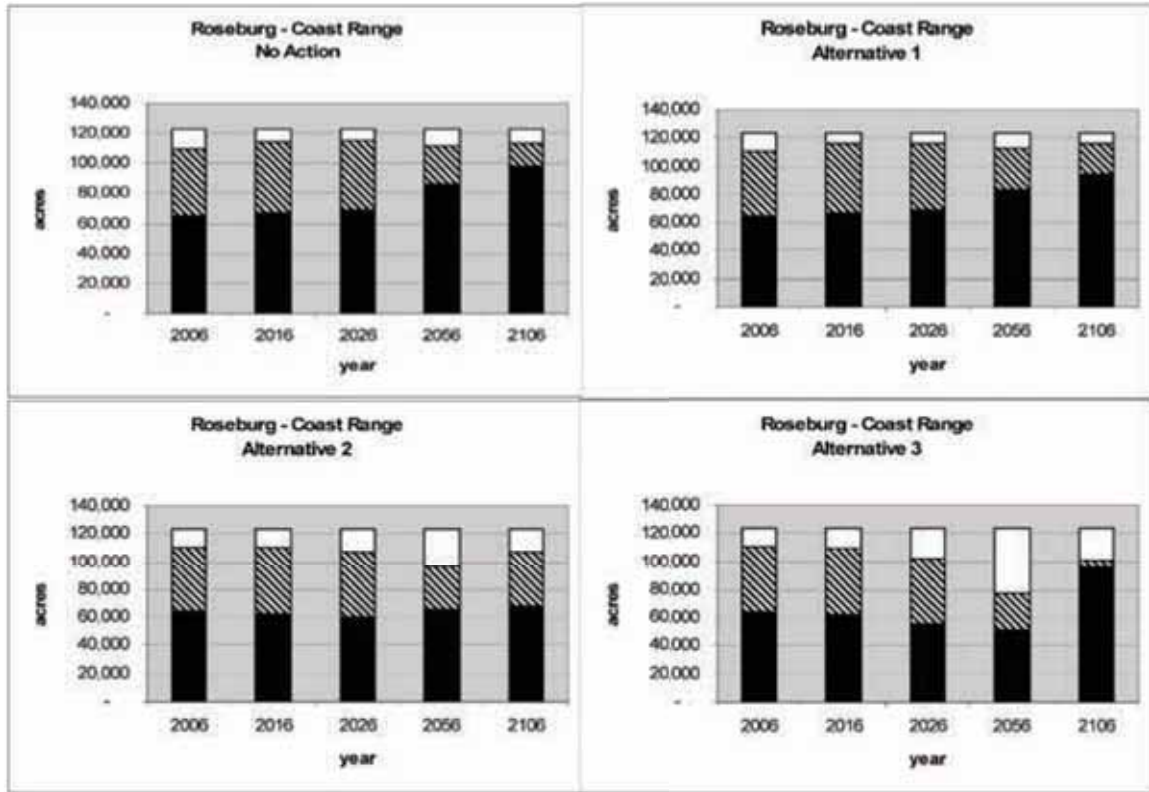 Roseburg - Coast Range
No Action
140,000
120,000
100,000
80,000
60,000
40,000
20,000
-
acres
2006 2016 2026 2056 2106
year
Roseburg - Coast Range
Alternative 1
140,000
120,000
100,000
80,000
60,000
40,000
20,000
-
acres
2006 2016 2026 2056 2106
year
Roseburg - Coast Range
Alternative 2
140,000
120,000
100,000
80,000
60,000
40,000
20,000
-
acres
2006 2016 2026 2056 2106
year
Roseburg - Coast Range
Alternative 3
140,000
120,000
100,000
80,000
60,000
40,000
20,000
-
acres
2006 2016 2026 2056 2106
year